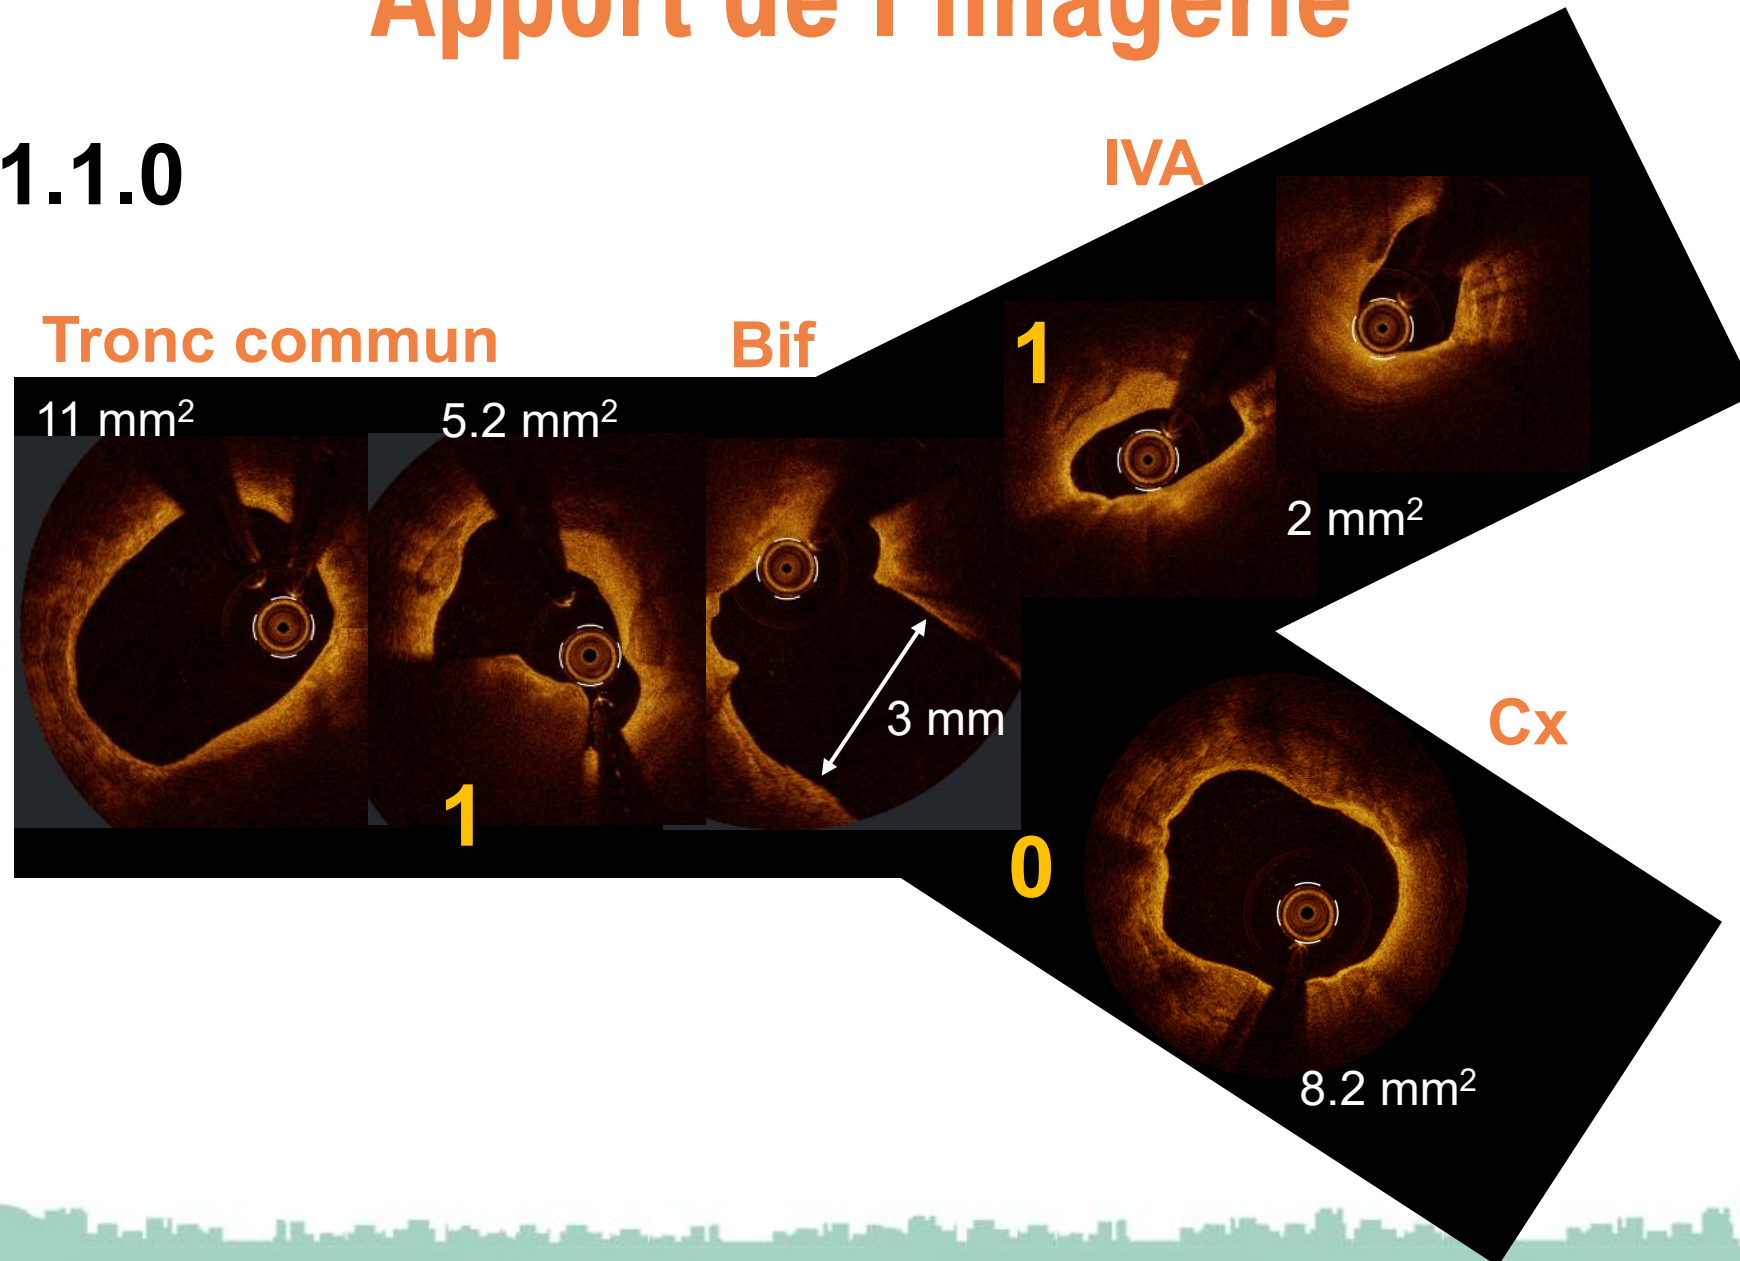 Apport de l'imagerie
1.1.0
IVA
Tronc commun
Bif
1
11 mm²
5.2 mm²
2 mm²
3 mm
Cx
1
0
8.2 mm²